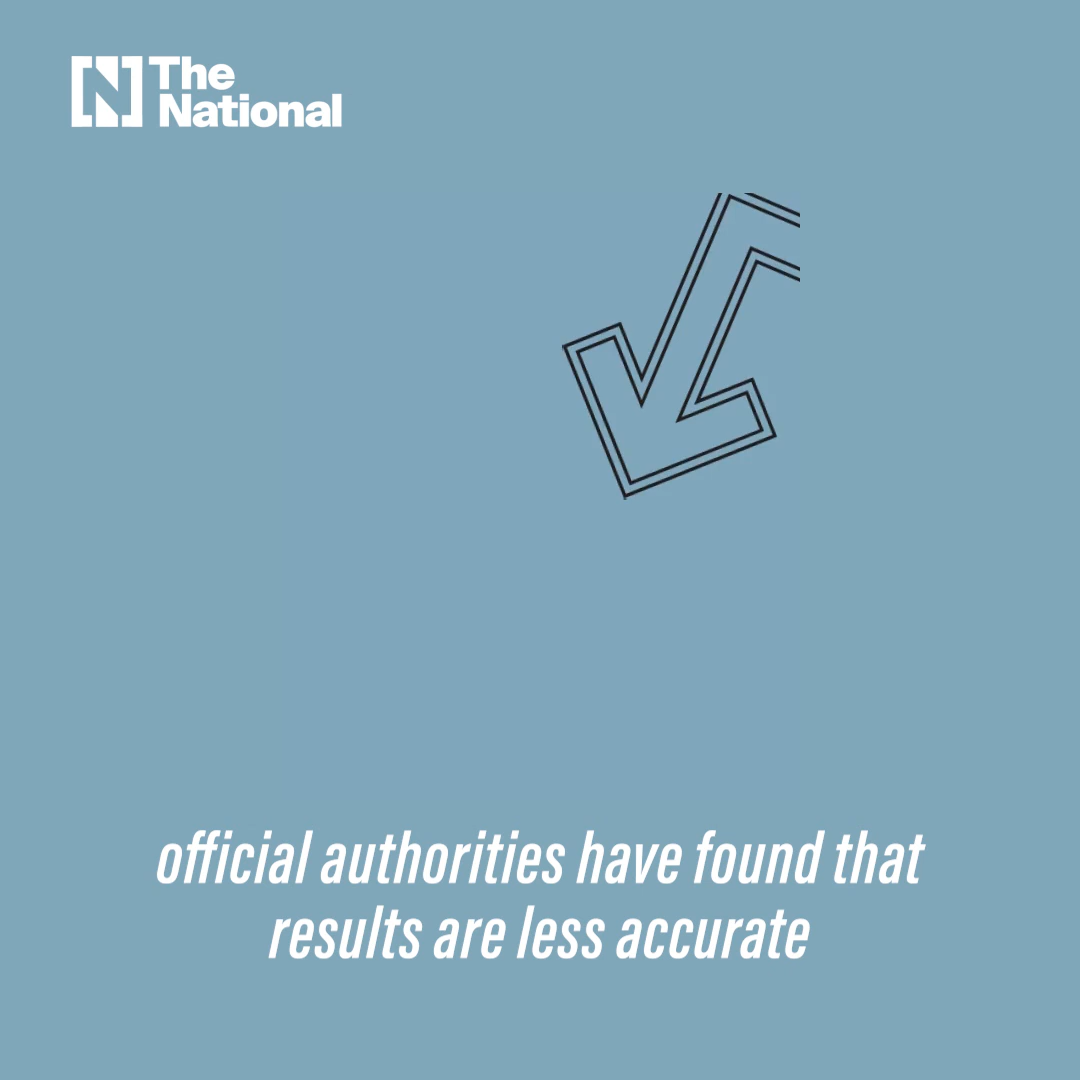 The
National
official authorities have found that
results are less accurate